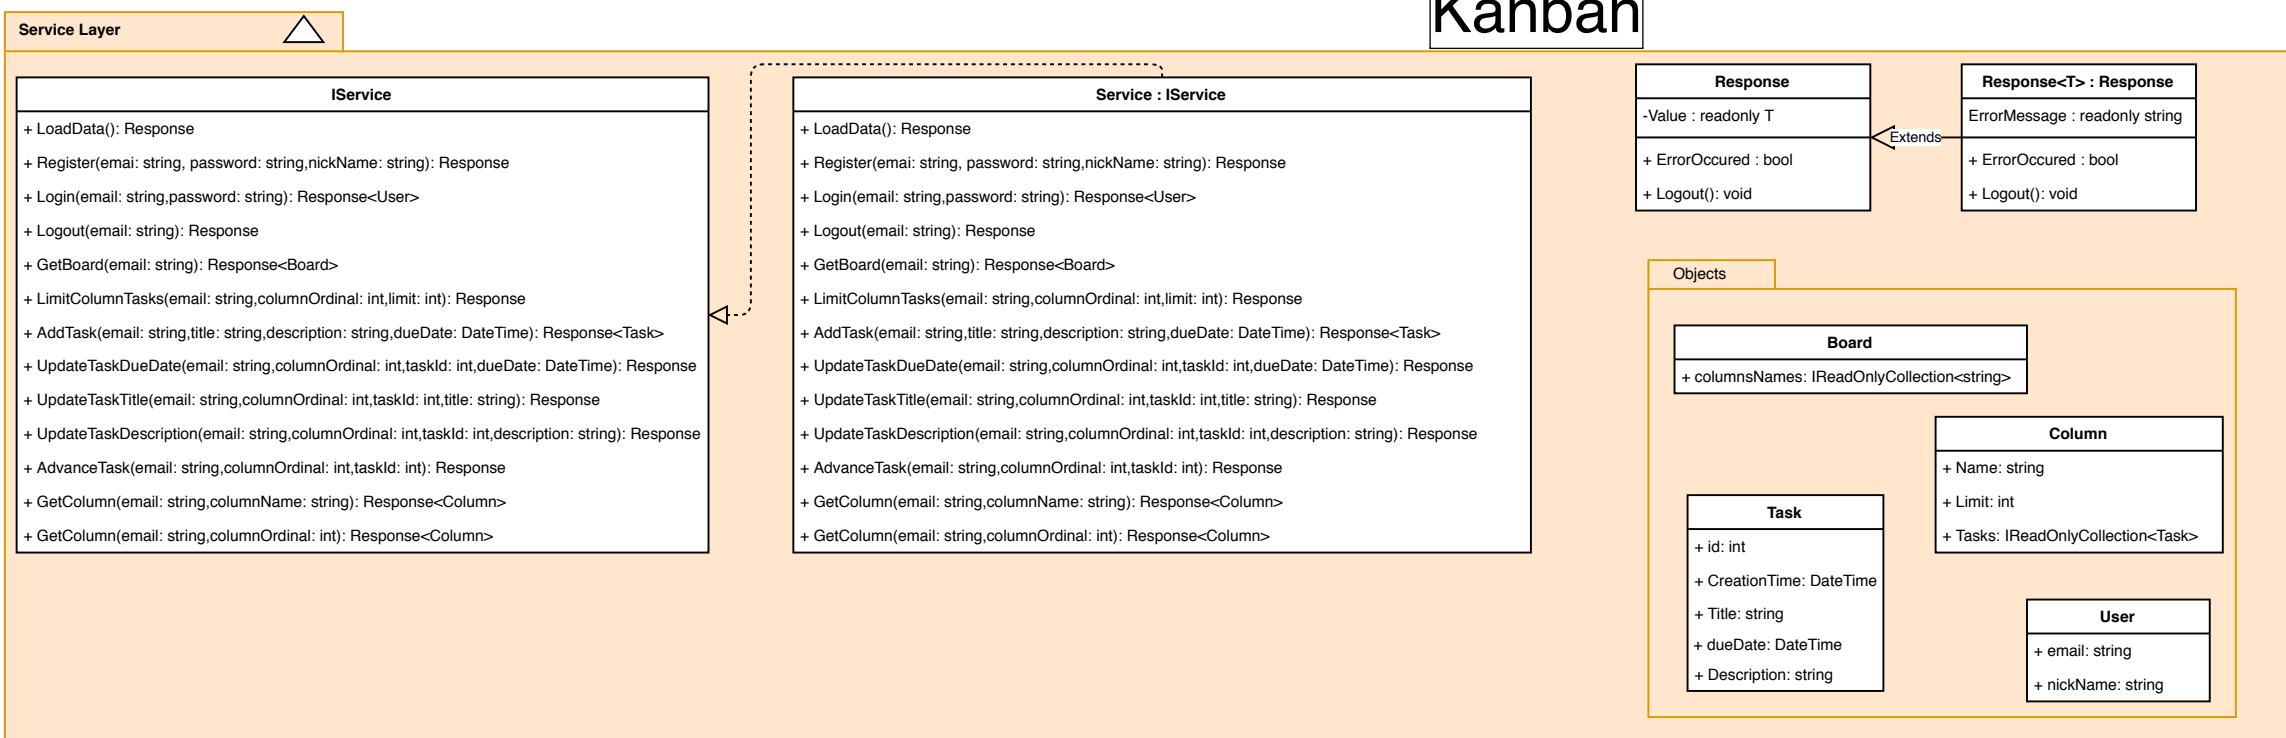 Kanban
Service Layer
IService
+ LoadData(): Response
+ Register(emai: string, password: string,nickName: string): Response
+ Login(email: string,password: string): Response<User>
+ Logout(email: string): Response
+ GetBoard(email: string): Response<Board>
+ LimitColumnTasks(email: string,columnOrdinal: int,limit: int): Response
+ AddTask(email: string,title: string,description: string,dueDate: DateTime): Response<Task>
+ UpdateTaskDueDate(email: string,columnOrdinal: int,taskId: int,dueDate: DateTime): Response
+ UpdateTaskTitle(email: string,columnOrdinal: int,taskId: int,title: string): Response
+ UpdateTaskDescription(email: string,columnOrdinal: int,taskId: int,description: string): Response
+ AdvanceTask(email: string,columnOrdinal: int,taskId: int): Response
+ GetColumn(email: string,columnName: string): Response<Column>
+ GetColumn(email: string,columnOrdinal: int): Response<Column>
Service : IService
+ LoadData(): Response
+ Register(emai: string, password: string,nickName: string): Response
+ Login(email: string,password: string): Response<User>
+ Logout(email: string): Response
+ GetBoard(email: string): Response<Board>
+ LimitColumnTasks(email: string,columnOrdinal: int,limit: int): Response
+ AddTask(email: string,title: string,description: string,dueDate: DateTime): Response<Task>
+ UpdateTaskDueDate(email: string,columnOrdinal: int,taskId: int,dueDate: DateTime): Response
+ UpdateTaskTitle(email: string,columnOrdinal: int,taskId: int,title: string): Response
+ UpdateTaskDescription(email: string,columnOrdinal: int,taskId: int,description: string): Response
+ AdvanceTask(email: string,columnOrdinal: int,taskId: int): Response
+ GetColumn(email: string,columnName: string): Response<Column>
+ GetColumn(email: string,columnOrdinal: int): Response<Column>
Response
-Value : readonly T
+ ErrorOccured : bool
+ Logout(): void
Extends
Response<T> : Response
ErrorMessage : readonly string
+ ErrorOccured : bool
+ Logout(): void
Objects
Board
+ columnsNames: IReadOnlyCollection<string>
Column
+ Name: string
+ Limit: int
+ Tasks: IReadOnlyCollection<Task>
Task
+ id: int
+ CreationTime: DateTime
+ Title: string
+ dueDate: DateTime
+ Description: string
User
+ email: string
+ nickName: string